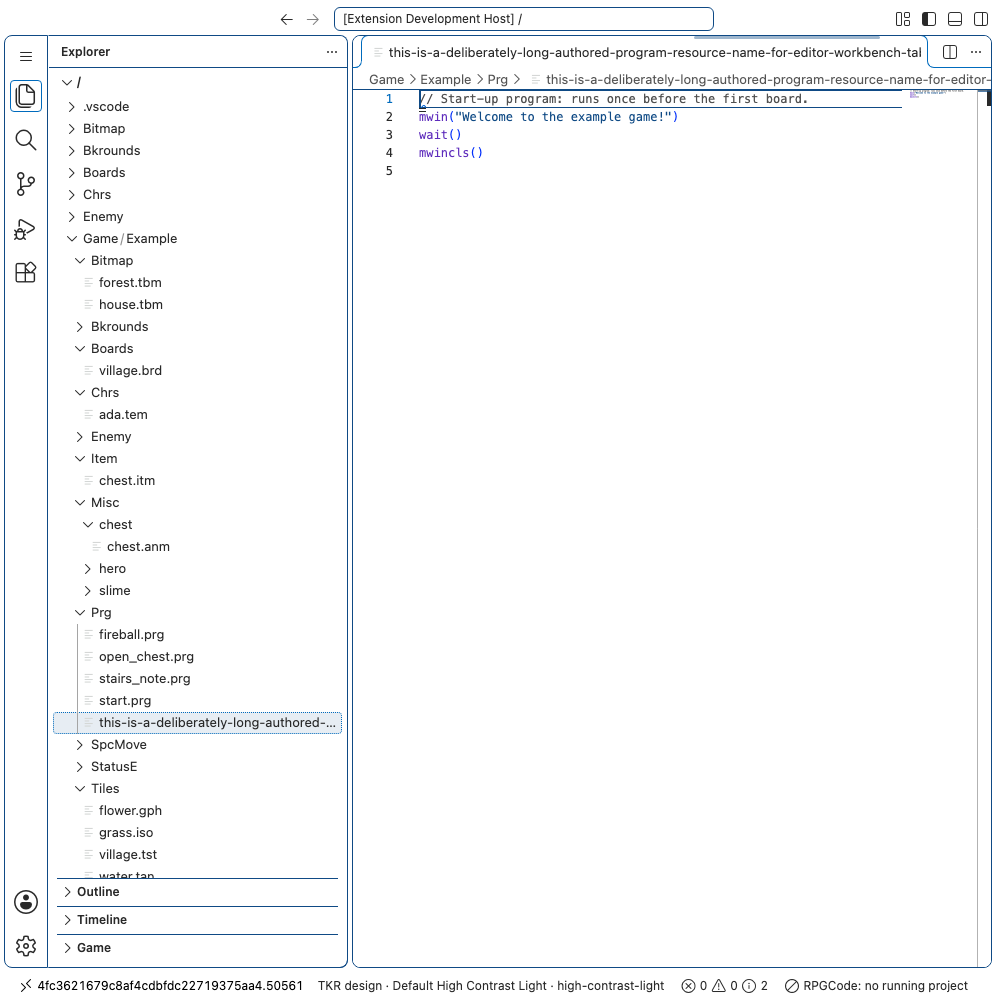 [Extension Development Host] /
Explorer
/
.vscode
Bitmap
Bkrounds
Boards
Chrs
Enemy
Game / Example
Bitmap
forest.tbm
house.tbm
Bkrounds
Boards
village.brd
Chrs
ada.tem
Enemy
Item
chest.itm
Misc
chest
chest.anm
hero
slime
Prg
fireball.prg
open_chest.prg
stairs_note.prg
start.prg
this-is-a-deliberately-long-authored-...
SpcMove
StatusE
Tiles
flower.gph
grass.iso
village.tst
water.tan
Outline
Timeline
Game
this-is-a-deliberately-long-authored-program-resource-name-for-editor-workbench-tal
Game > Example > Prg > this-is-a-deliberately-long-authored-program-resource-name-for-editor-
1 // Start-up program: runs once before the first board.
2 mwin("Welcome to the example game!")
3 wait()
4 mwincls()
5
4fc3621679c8af4cdbfdc22719375aa4.50561 TKR design · Default High Contrast Light · high-contrast-light 0 0 2 RPGCode: no running project